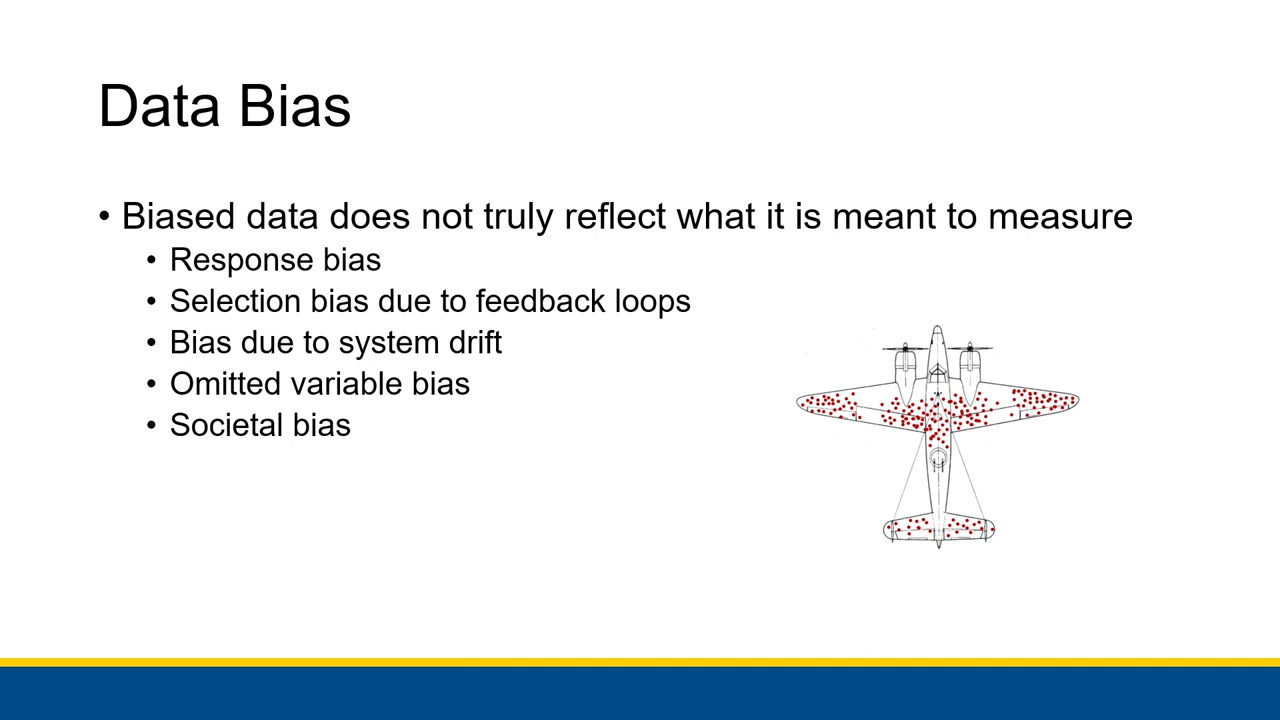 Data Bias
• Biased data does not truly reflect what it is meant to measure
• Response bias
• Selection bias due to feedback loops
• Bias due to system drift
• Omitted variable bias
• Societal bias